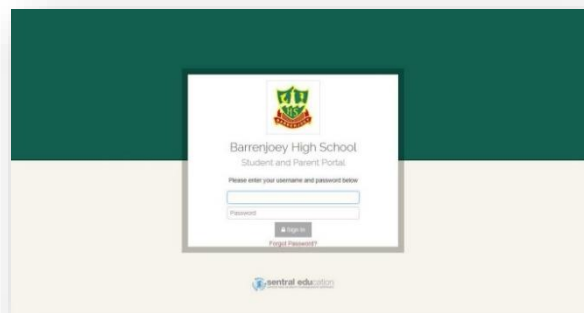 Barrenjoey High School
Student and Parent Portal
Please enter your username and password below
Password
Sign In
Forgot Password?
sentral education